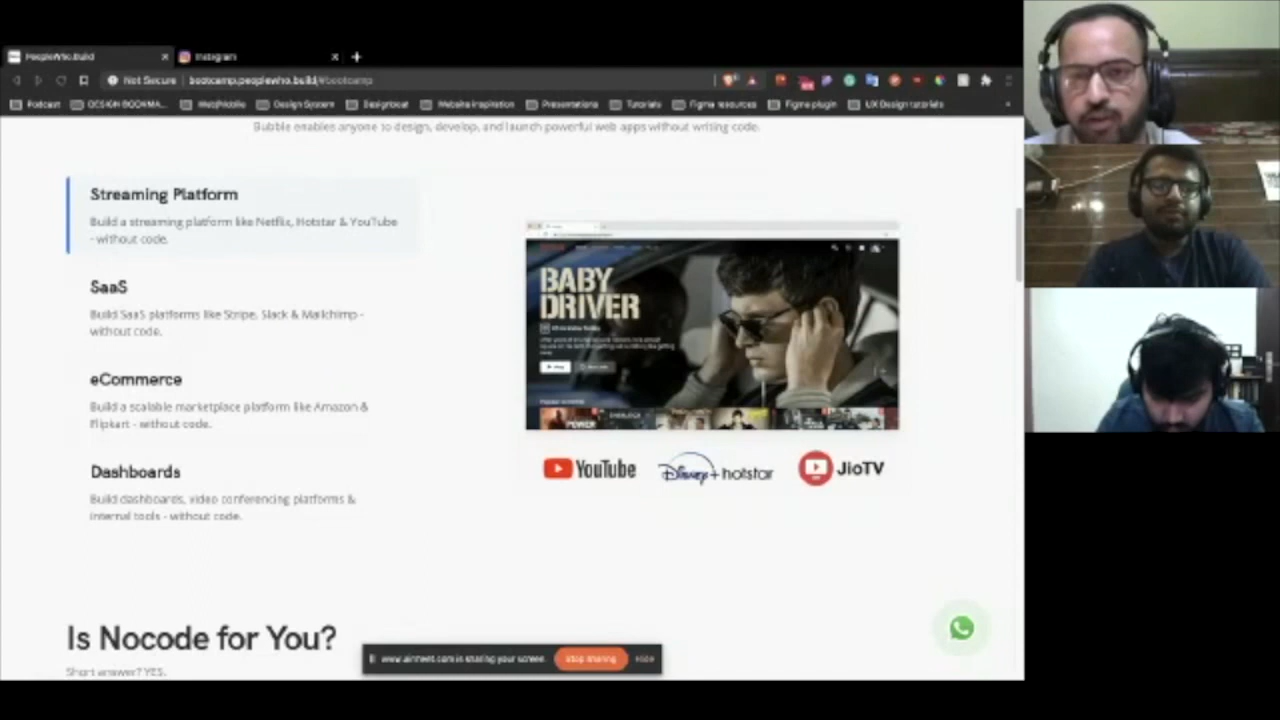 PeopleWho.Build
Instagram
Not Secure
bootcamp.peoplewho.build/#bootcamp
Podcast
DESIGN BOOKMA...
Web/Mobile
Design System
Designboat
Website inspiration
Presentations
Tutorials
Figma resources
Figma plugin
UX Design tutorials
Bubble enables anyone to design, develop, and launch powerful web apps without writing code.
Streaming Platform
Build a streaming platform like Netflix, Hotstar & YouTube
- without code.
SaaS
Build SaaS platforms like Stripe, Slack & Mailchimp -
without code.
eCommerce
Build a scalable marketplace platform like Amazon &
Flipkart - without code.
Dashboards
Build dashboards, video conferencing platforms &
internal tools - without code.
BABY
DRIVER
POWER
YouTube
Disney+ hotstar
JioTV
Is Nocode for You?
Short answer? YES.
www.airmeet.com is sharing your screen.
Stop sharing
Hide